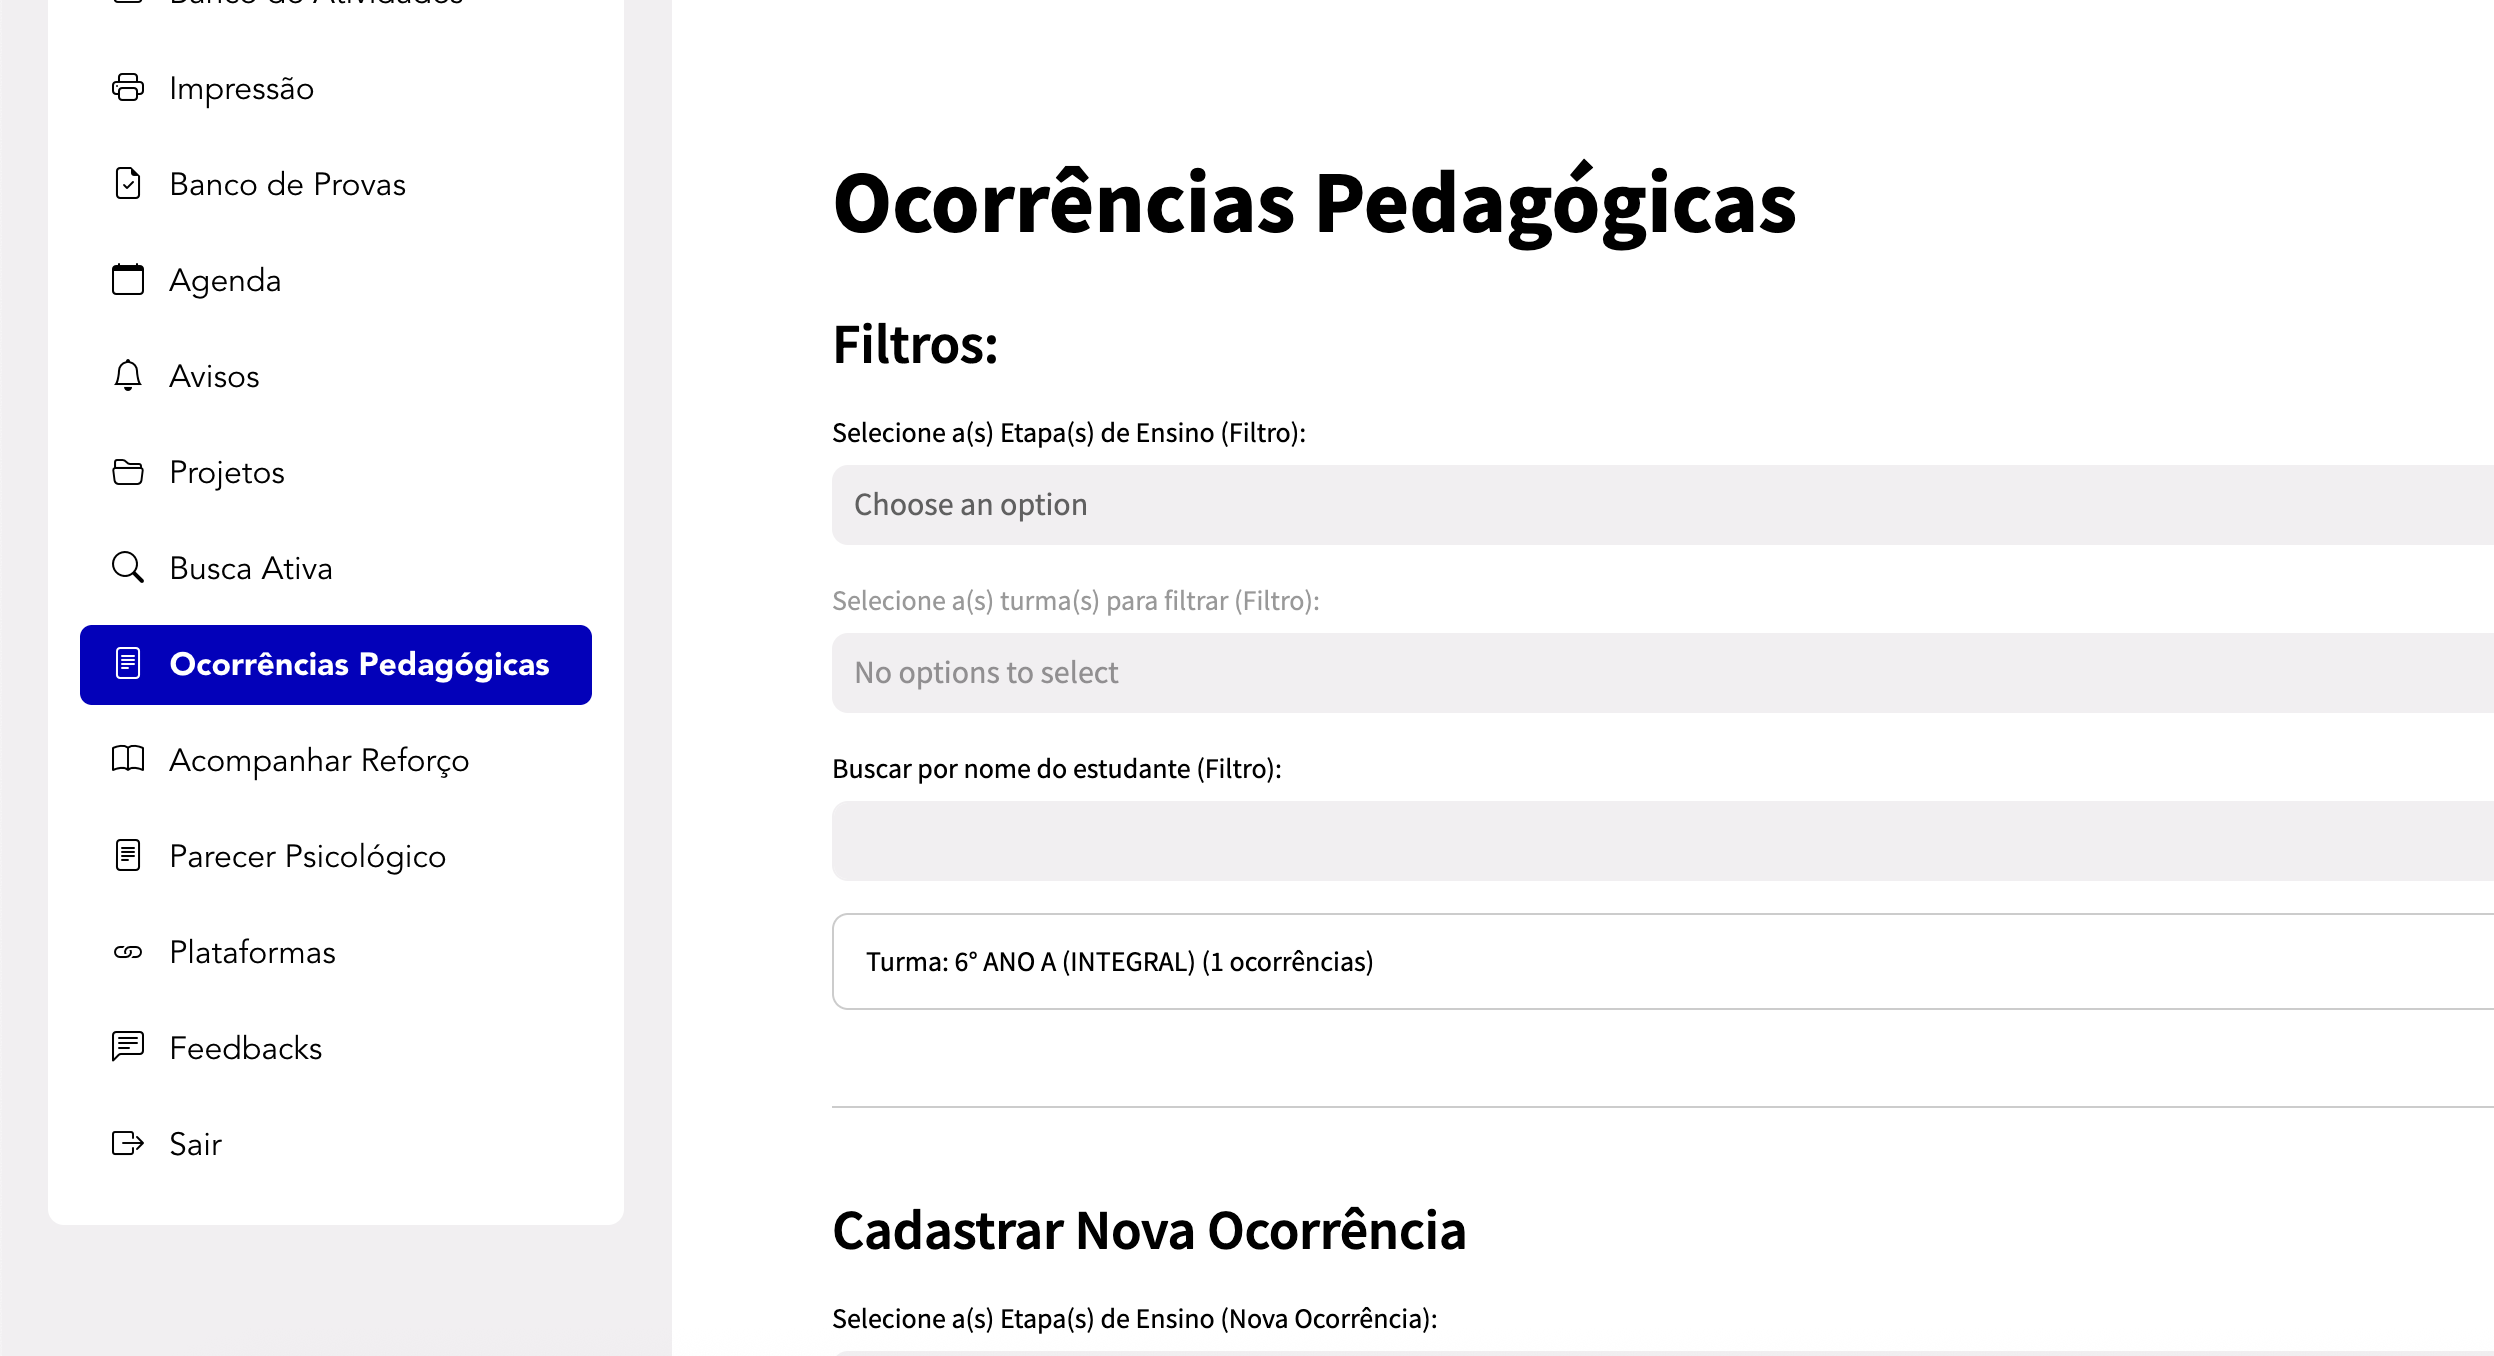 Banco de Atividades
Impressão
Banco de Provas
Agenda
Avisos
Projetos
Busca Ativa
Ocorrências Pedagógicas
Acompanhar Reforço
Parecer Psicológico
Plataformas
Feedbacks
Sair
Ocorrências Pedagógicas
Filtros:
Selecione a(s) Etapa(s) de Ensino (Filtro):
Choose an option
Selecione a(s) turma(s) para filtrar (Filtro):
No options to select
Buscar por nome do estudante (Filtro):
Turma: 6° ANO A (INTEGRAL) (1 ocorrências)
Cadastrar Nova Ocorrência
Selecione a(s) Etapa(s) de Ensino (Nova Ocorrência):